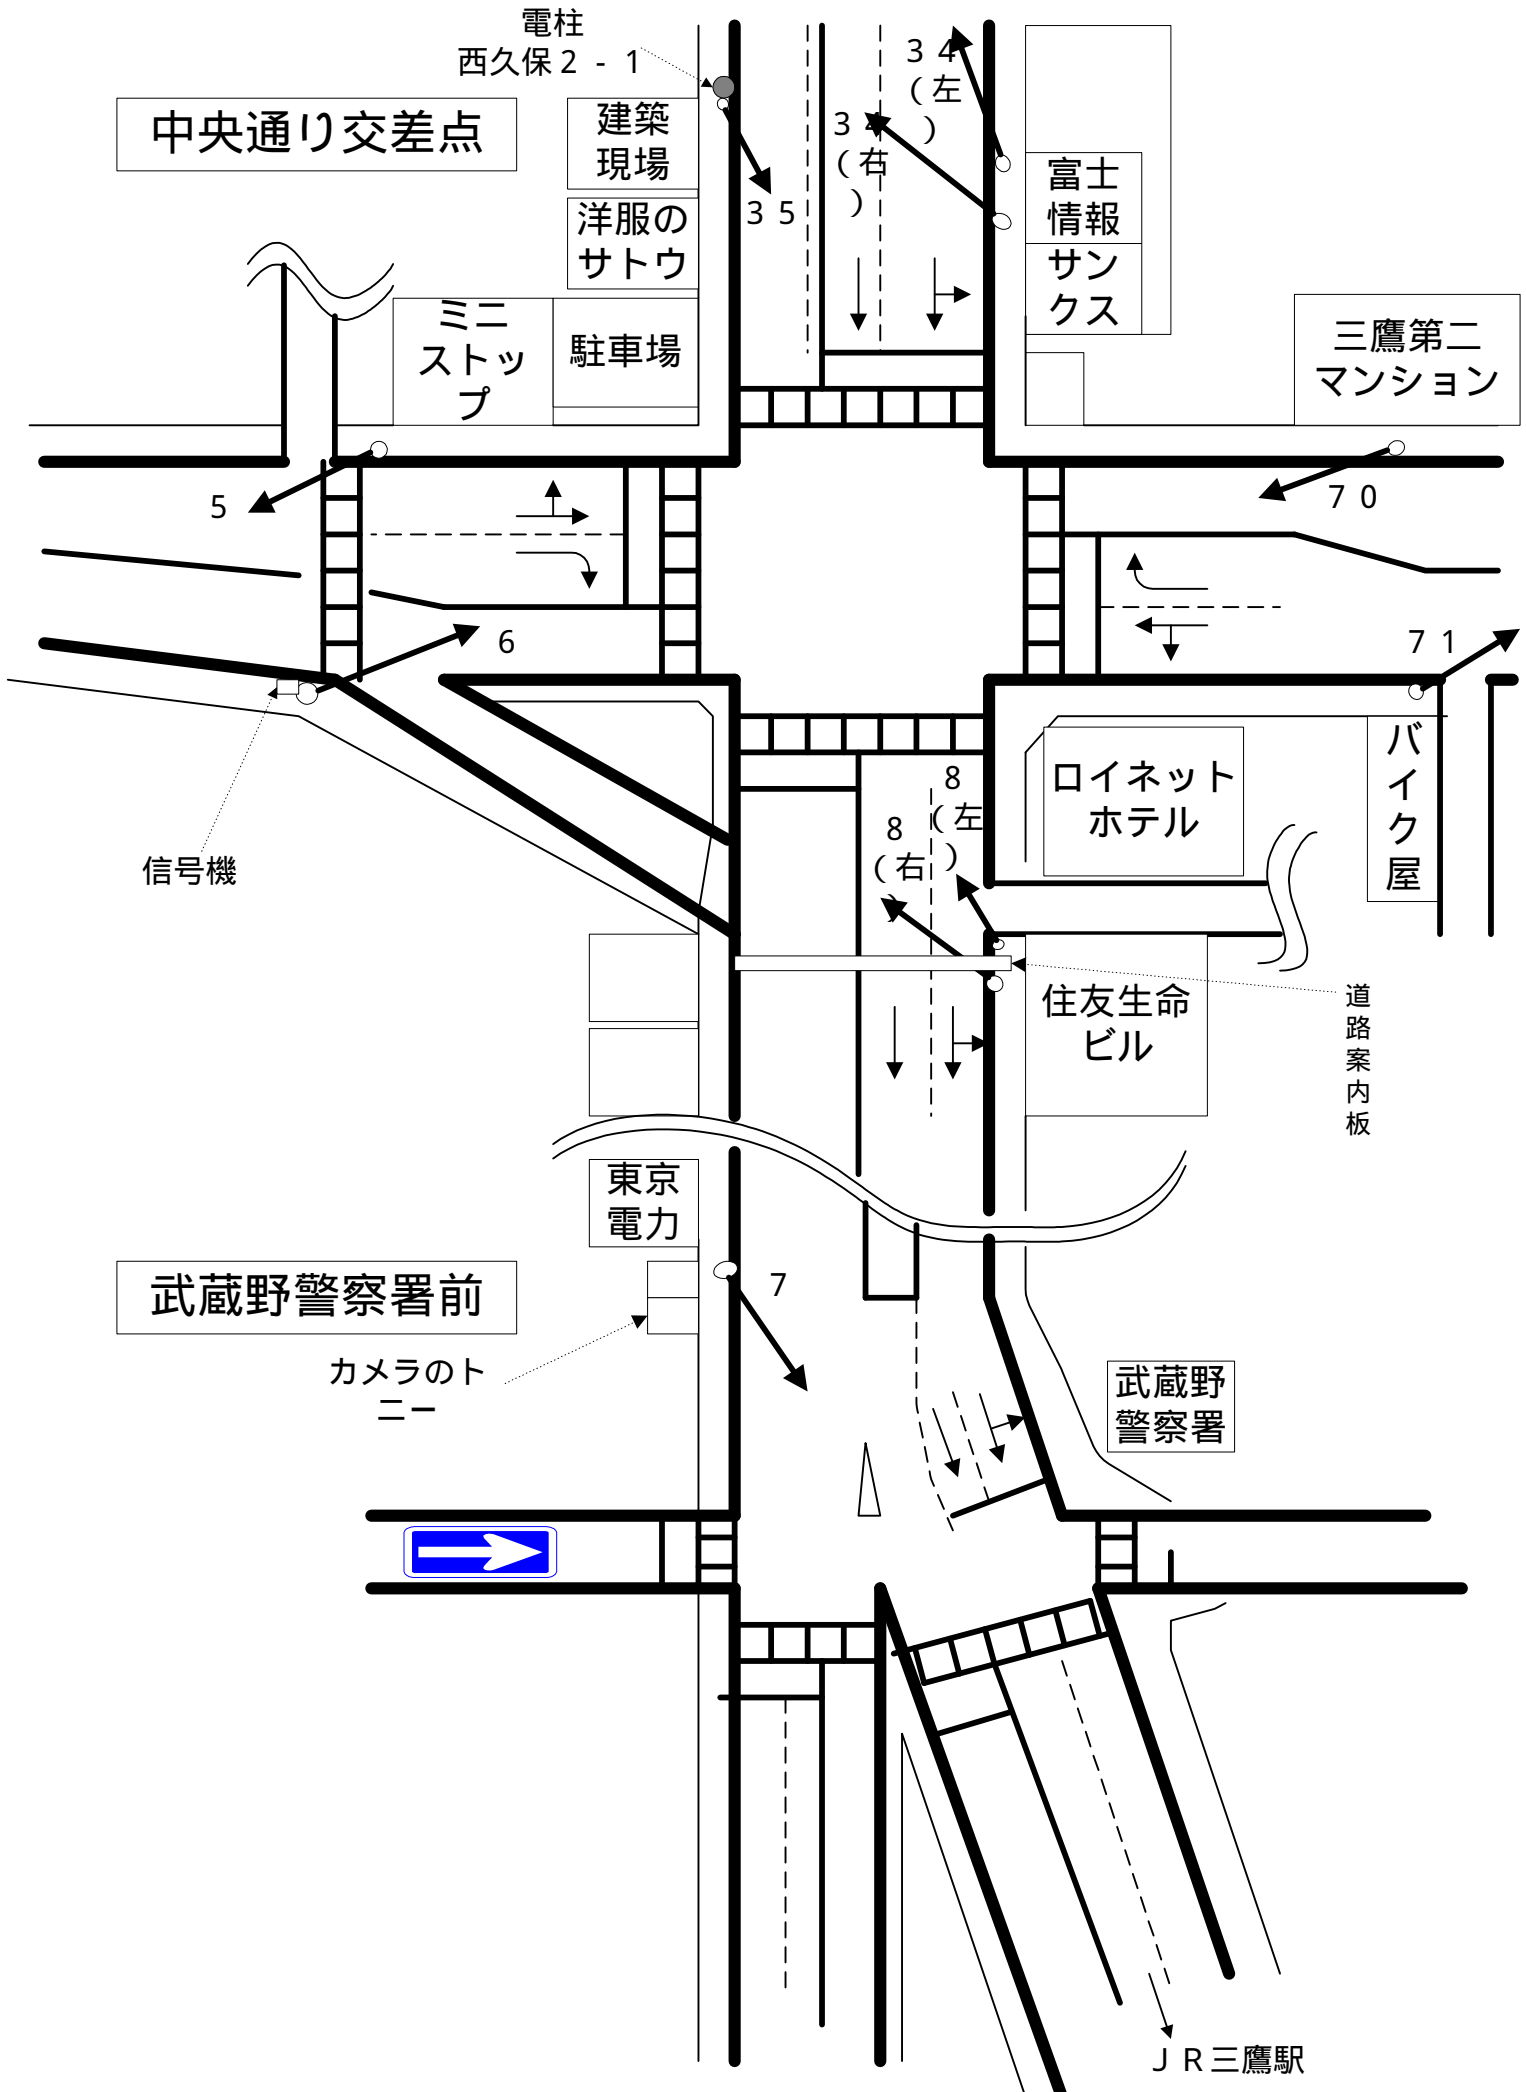 電柱
西久保２-１
中央通り交差点
建築
現場
洋服の
サトウ
ミニ
ストッ
プ
駐車場
３５
３４
（右
）
３４
（左
）
富士
情報
サン
クス
三鷹第二
マンション
５
７０
６
７１
信号機
８
（右
）
８
（左
）
ロイネット
ホテル
バ
イ
ク
屋
住友生命
ビル
道
路
案
内
板
東京
電力
武蔵野警察署前
７
カメラのト
ニー
武蔵野
警察署
ＪＲ三鷹駅